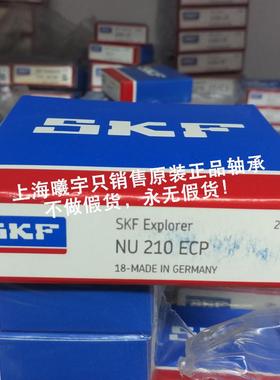 SKF
上海曦宇只销售原装正品轴承
不做假货，永无假货！
SKF Explorer
2
SKF
NU 210 ECP
18-MADE IN GERMANY